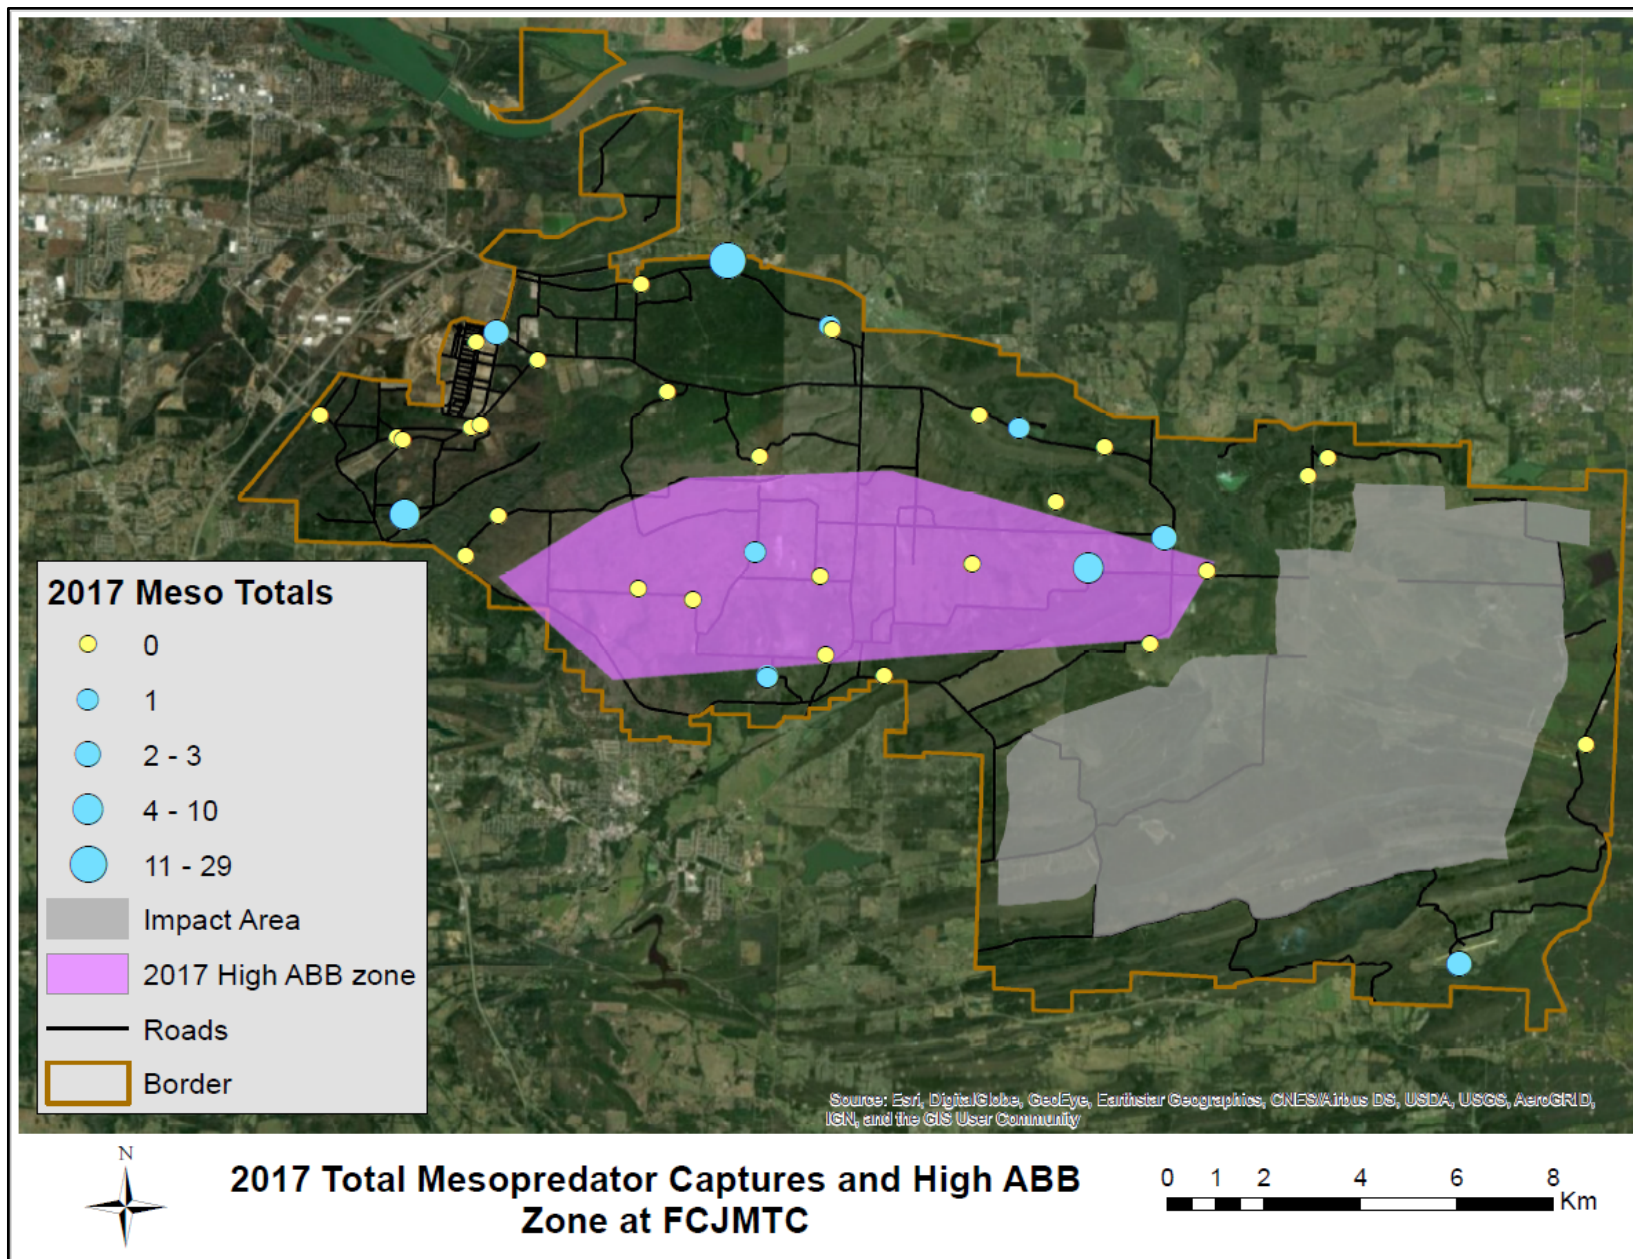 2017 Meso Totals
0
1
2 - 3
4 - 10
11 - 29
Impact Area
2017 High ABB zone
Roads
Border
Source: Esri, DigitalGlobe, GeoEye, Earthstar Geographics, CNES/Airbus DS, USDA, USGS, AeroGRID,
IGN, and the GIS User Community
N
2017 Total Mesopredator Captures and High ABB
Zone at FCJMTC
0 1 2 4 6 8
Km